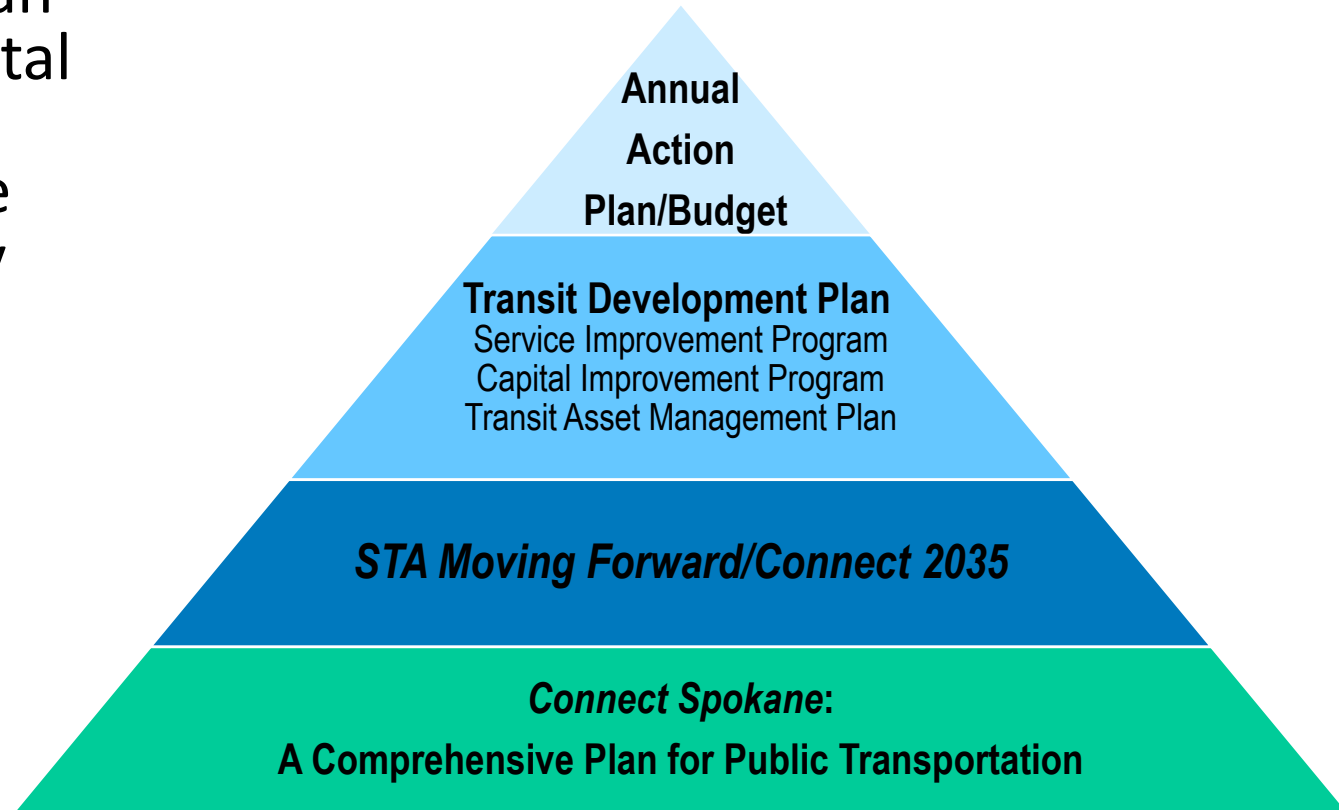 tal
e
Annual
Action
Plan/Budget
Transit Development Plan
Service Improvement Program
Capital Improvement Program
Transit Asset Management Plan
STA Moving Forward/Connect 2035
Connect Spokane:
A Comprehensive Plan for Public Transportation